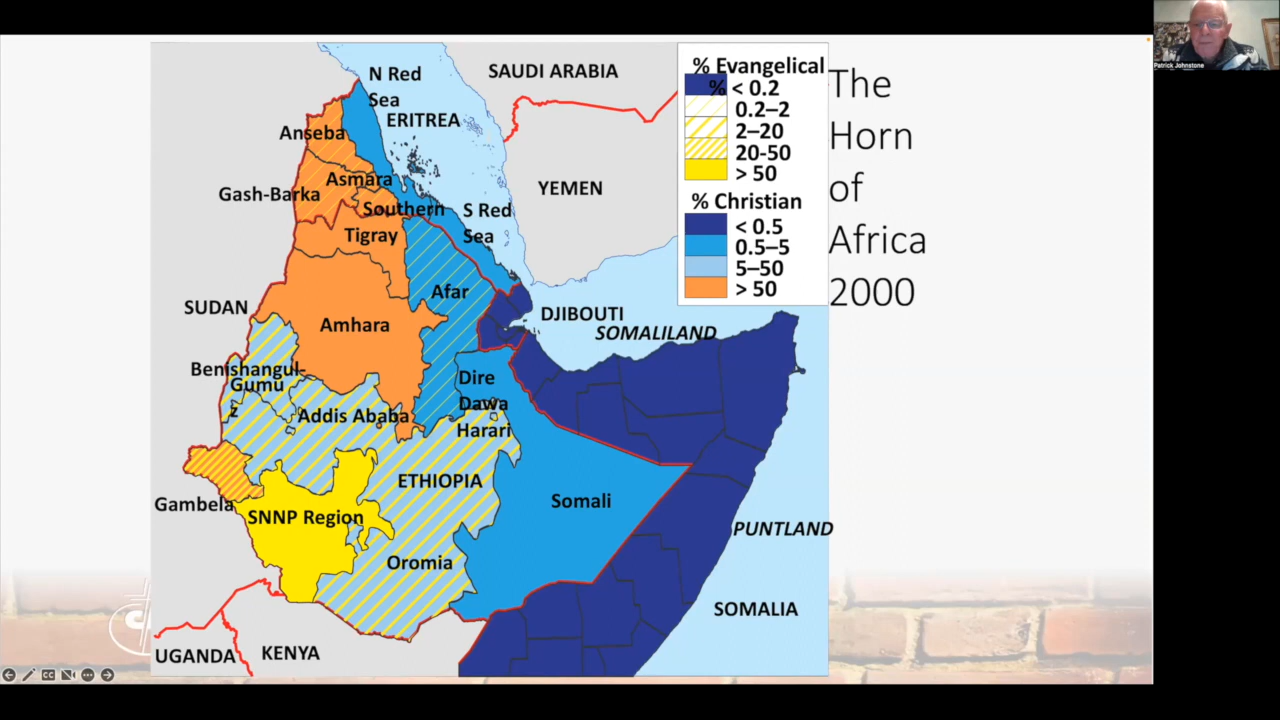 Patrick Johnstone
The
Horn
of
Africa
2000
% Evangelical
% < 0.2
0.2–2
2–20
20-50
> 50
% Christian
< 0.5
0.5–5
5–50
> 50
N Red
Sea
SAUDI ARABIA
ERITREA
Anseba
Asmara
Gash-Barka
YEMEN
Southern
S Red
Sea
Tigray
Afar
SUDAN
DJIBOUTI
Amhara
SOMALILAND
Benishangul-
Gumu
z
Dire
Dawa
Addis Ababa
Harari
ETHIOPIA
Gambela
Somali
SNNP Region
PUNTLAND
Oromia
SOMALIA
UGANDA
KENYA
CC